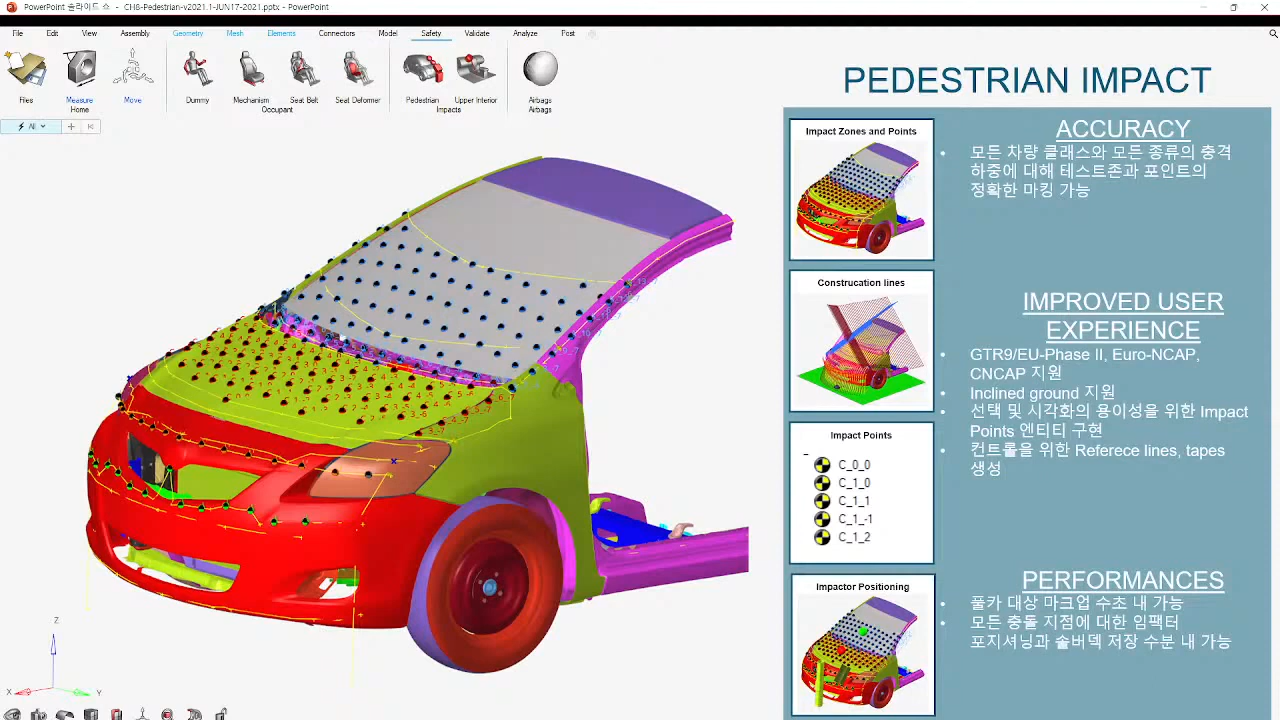 PowerPoint 슬라이드 쇼 - CH8-Pedestrian-v2021.1-JUN17-2021.pptx - PowerPoint
File Edit View Assembly Geometry Mesh Elements Connectors Model Safety Validate Analyze Post
Files Measure Move Dummy Mechanism Seat Belt Seat Deformer Pedestrian Upper Interior Airbags
Home Occupant Impacts Airbags
All
PEDESTRIAN IMPACT
Impact Zones and Points
ACCURACY
• 모든 차량 클래스와 모든 종류의 충격
하중에 대해 테스트존과 포인트의
정확한 마킹 가능
Construcation lines
IMPROVED USER
EXPERIENCE
• GTR9/EU-Phase II, Euro-NCAP,
CNCAP 지원
• Inclined ground 지원
• 선택 및 시각화의 용이성을 위한 Impact
Points 엔티티 구현
• 컨트롤을 위한 Referece lines, tapes
생성
Impact Points
C_0_0
C_1_0
C_1_1
C_1_-1
C_1_2
Impactor Positioning
PERFORMANCES
• 풀카 대상 마크업 수초 내 가능
• 모든 충돌 지점에 대한 임팩터
포지셔닝과 솔버덱 저장 수분 내 가능
Z
X
Y